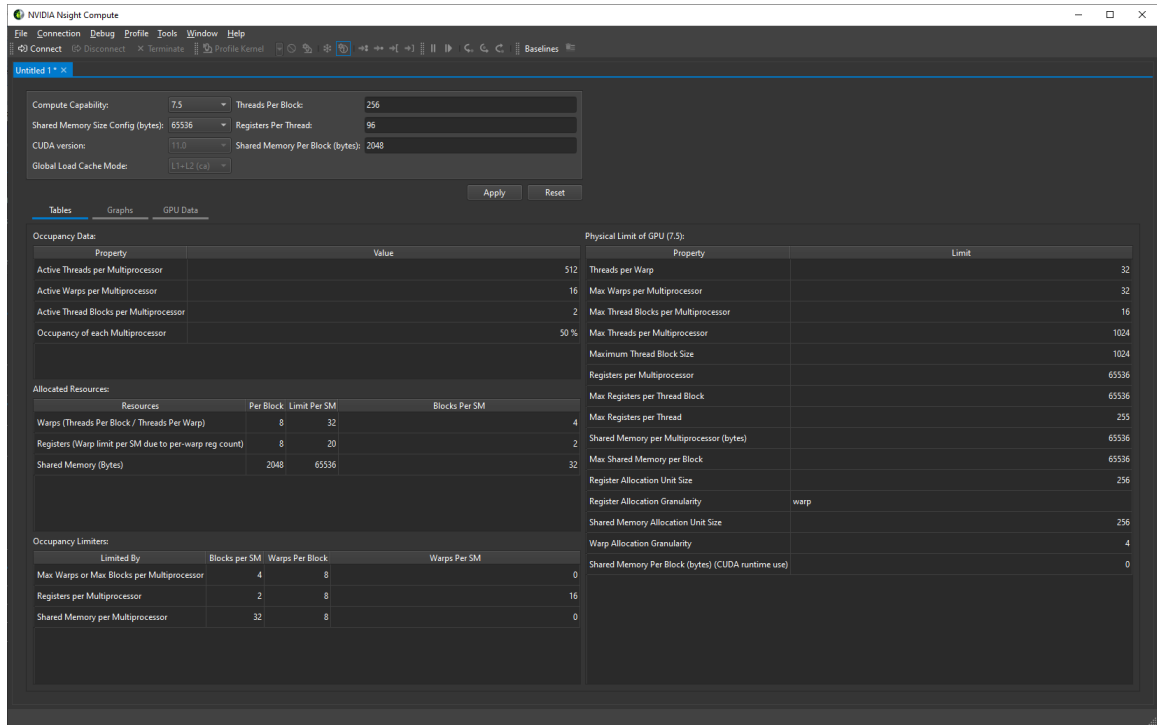 NVIDIA Nsight Compute
File Connection Debug Profile Tools Window Help
Connect Disconnect Terminate Profile Kernel Baselines
Untitled 1 *
Compute Capability: 7.5 Threads Per Block: 256
Shared Memory Size Config (bytes): 65536 Registers Per Thread: 96
CUDA version: 11.0 Shared Memory Per Block (bytes): 2048
Global Load Cache Mode: L1+L2 (ca)
Apply Reset
Tables Graphs GPU Data
Occupancy Data:
Property Value
Active Threads per Multiprocessor 512
Active Warps per Multiprocessor 16
Active Thread Blocks per Multiprocessor 2
Occupancy of each Multiprocessor 50 %
Allocated Resources:
Resources Per Block Limit Per SM Blocks Per SM
Warps (Threads Per Block / Threads Per Warp) 8 32 4
Registers (Warp limit per SM due to per-warp reg count) 8 20 2
Shared Memory (Bytes) 2048 65536 32
Occupancy Limiters:
Limited By Blocks per SM Warps Per Block Warps Per SM
Max Warps or Max Blocks per Multiprocessor 4 8 0
Registers per Multiprocessor 2 8 16
Shared Memory per Multiprocessor 32 8 0
Physical Limit of GPU (7.5):
Property Limit
Threads per Warp 32
Max Warps per Multiprocessor 32
Max Thread Blocks per Multiprocessor 16
Max Threads per Multiprocessor 1024
Maximum Thread Block Size 1024
Registers per Multiprocessor 65536
Max Registers per Thread Block 65536
Max Registers per Thread 255
Shared Memory per Multiprocessor (bytes) 65536
Max Shared Memory per Block 65536
Register Allocation Unit Size 256
Register Allocation Granularity warp
Shared Memory Allocation Unit Size 256
Warp Allocation Granularity 4
Shared Memory Per Block (bytes) (CUDA runtime use) 0